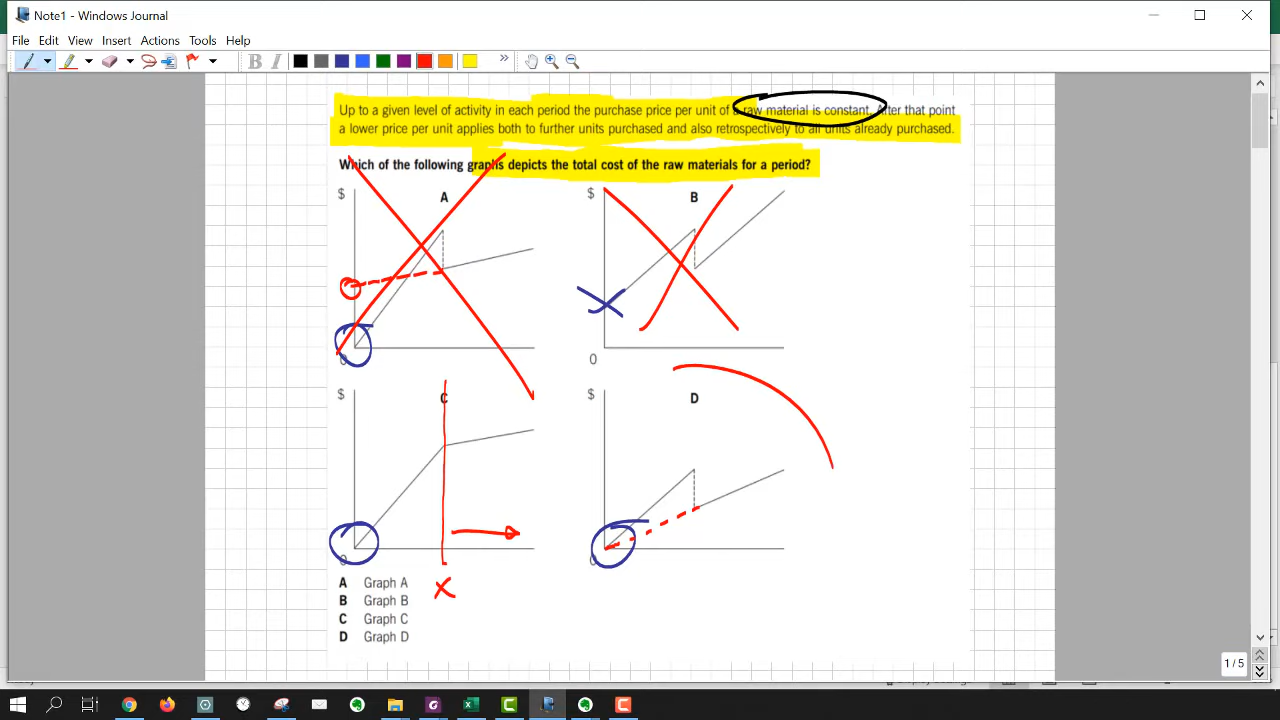 Note1 - Windows Journal
File Edit View Insert Actions Tools Help
B I
Up to a given level of activity in each period the purchase price per unit of a raw material is constant. After that point
a lower price per unit applies both to further units purchased and also retrospectively to all units already purchased.
Which of the following graphs depicts the total cost of the raw materials for a period?
$ A
0
$ B
0
$ C
0
$ D
0
x
A Graph A
B Graph B
C Graph C
D Graph D
1 / 5